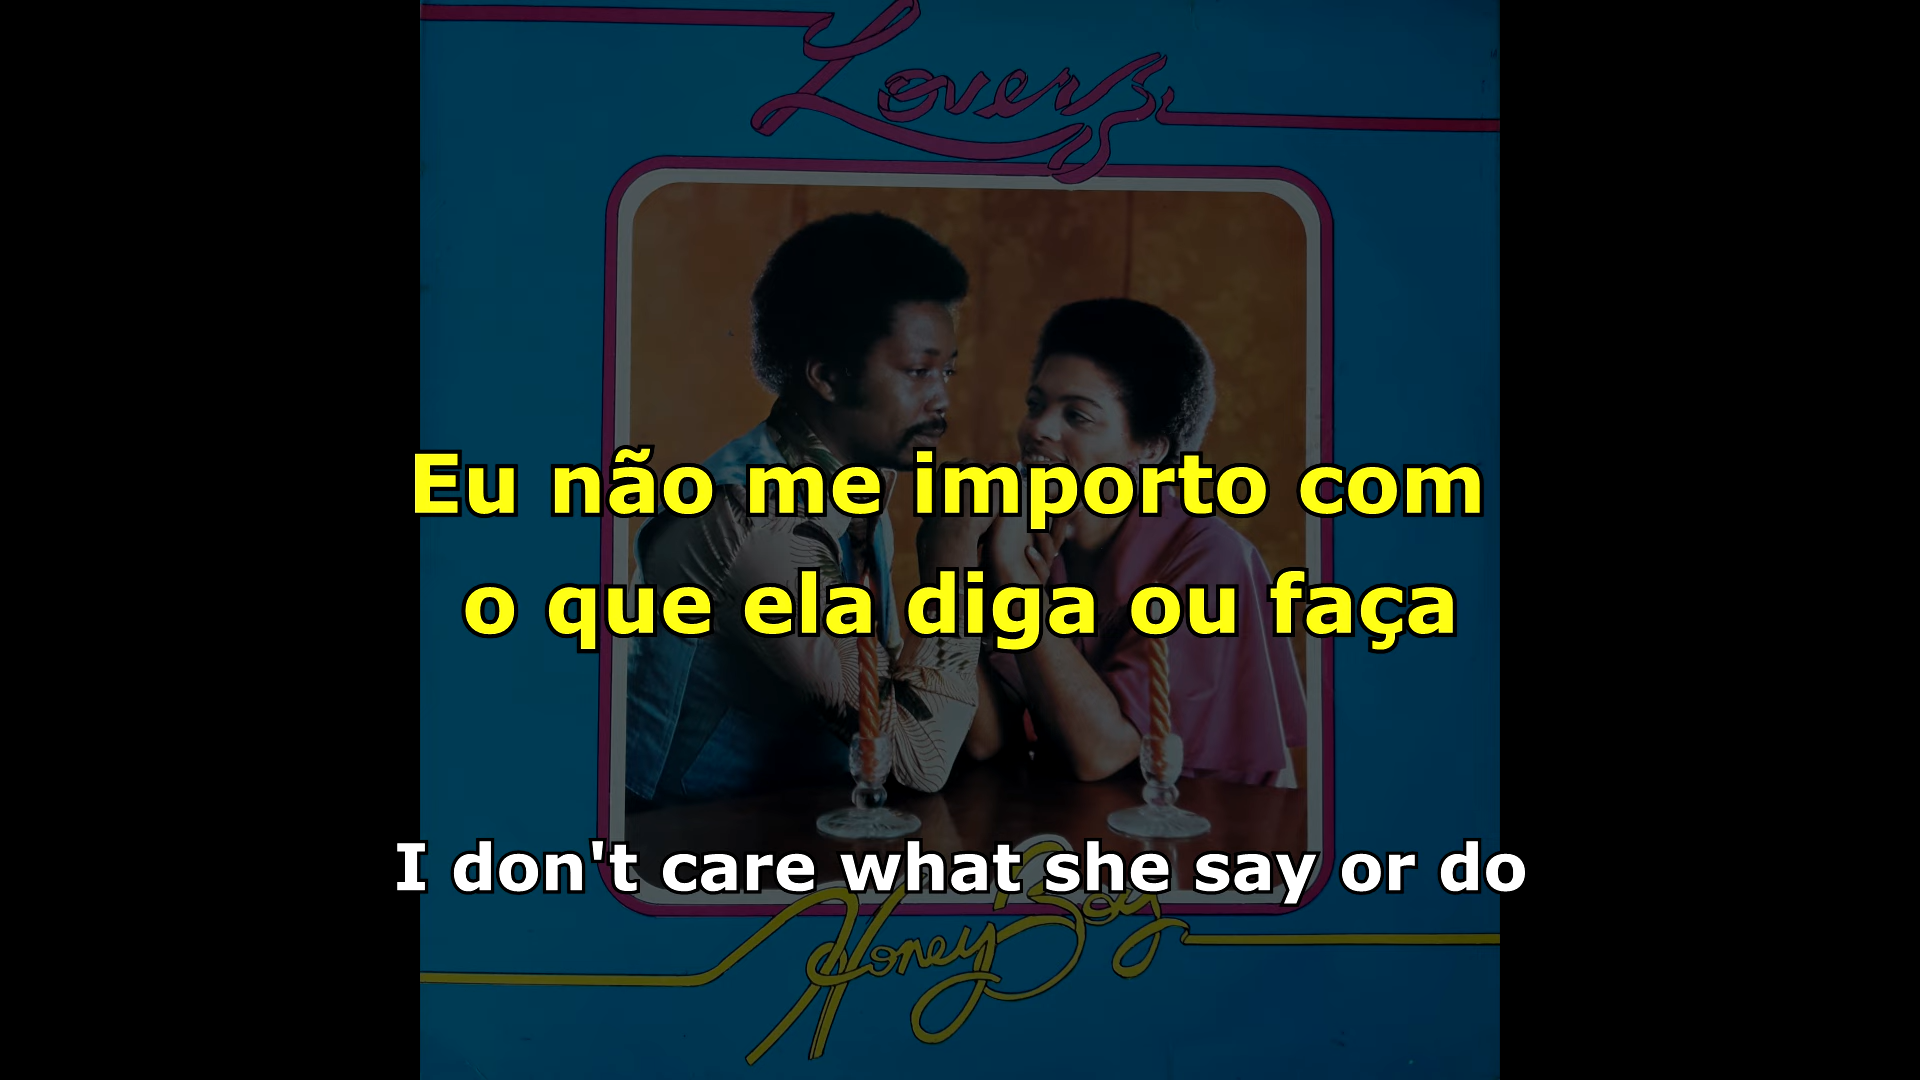 Lovers
Eu não me importo com
o que ela diga ou faça
I don't care what she say or do
Honey Boy